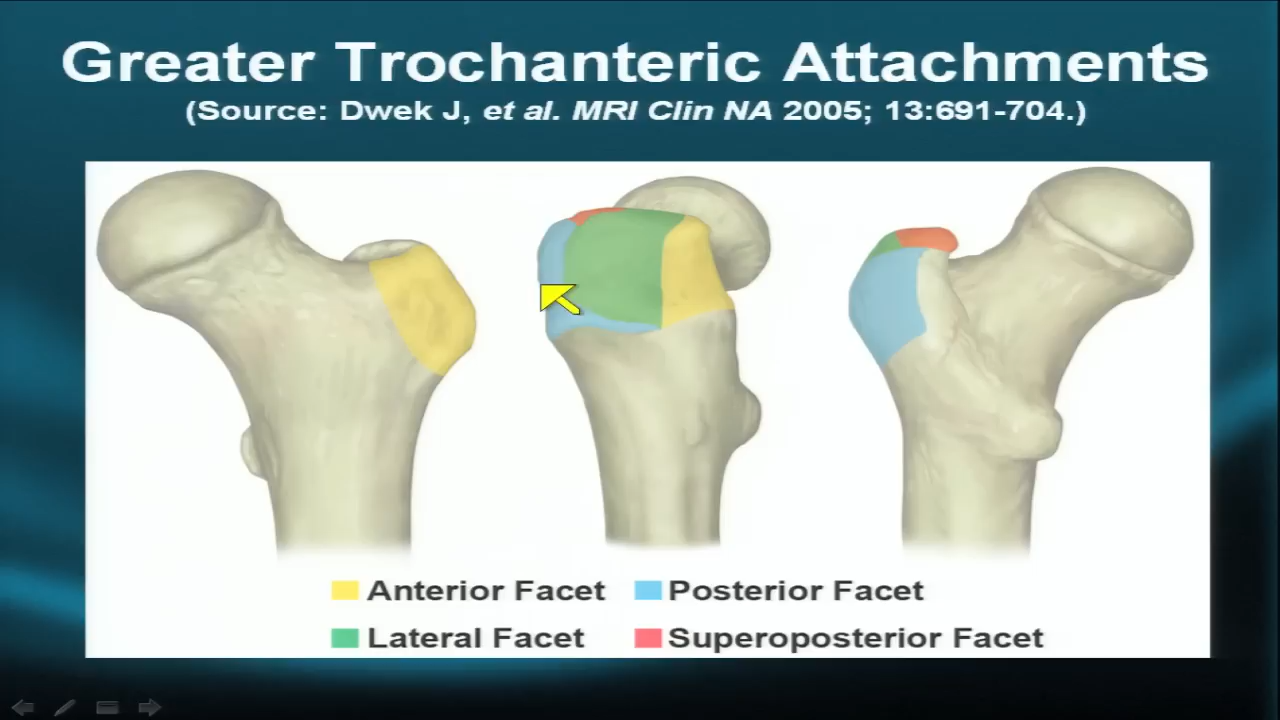 Greater Trochanteric Attachments
(Source: Dwek J, et al. MRI Clin NA 2005; 13:691-704.)
Anterior Facet
Posterior Facet
Lateral Facet
Superoposterior Facet